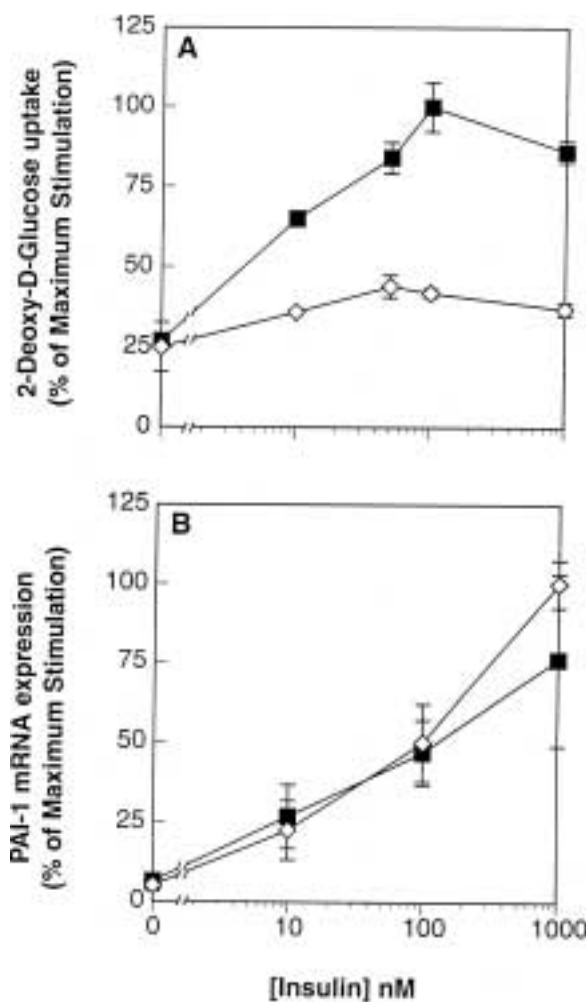 A
2-Deoxy-D-Glucose uptake
(% of Maximum Stimulation)
125
100
75
50
25
0
B
PAI-1 mRNA expression
(% of Maximum Stimulation)
125
100
75
50
25
0
0 10 100 1000
[Insulin] nM